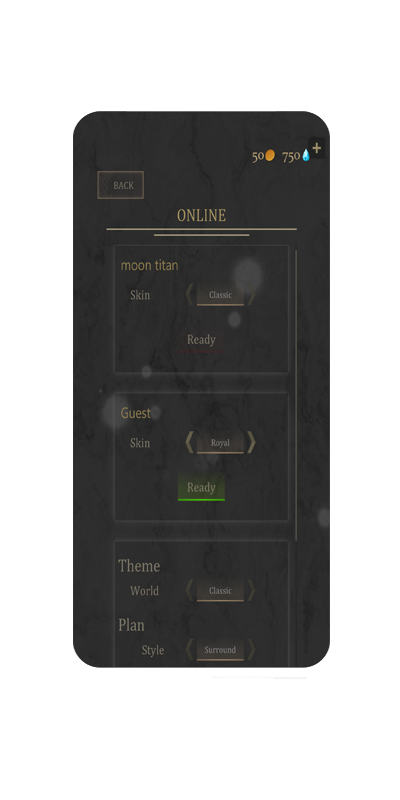 50 750 +
BACK
ONLINE
moon titan
Skin Classic
Ready
Guest
Skin Royal
Ready
Theme
World Classic
Plan
Style Surround